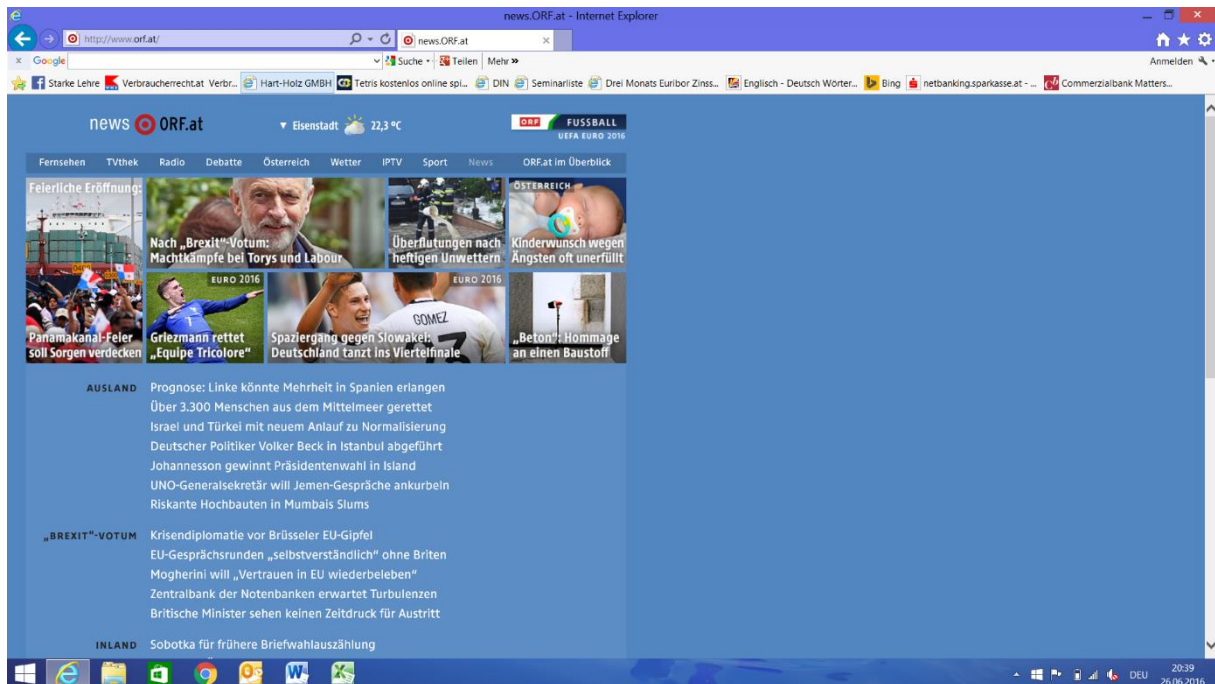 news.ORF.at - Internet Explorer
http://www.orf.at/
news.ORF.at
Google
Suche
Teilen
Mehr »
Anmelden
Starke Lehre
Verbraucherrecht.at Verbr...
Hart-Holz GMBH
Tetris kostenlos online spi...
DIN
Seminarliste
Drei Monats Euribor Zinss...
Englisch - Deutsch Wörter...
Bing
netbanking.sparkasse.at - ...
Commerzialbank Matters...
news ORF.at
Eisenstadt
22,3 °C
ORF FUSSBALL
UEFA EURO 2016
Fernsehen TVthek Radio Debatte Österreich Wetter IPTV Sport News ORF.at im Überblick
Feierliche Eröffnung:
Panamakanal-Feier
soll Sorgen verdecken
Nach „Brexit“-Votum:
Machtkämpfe bei Torys und Labour
Überflutungen nach
heftigen Unwettern
ÖSTERREICH
Kinderwunsch wegen
Ängsten oft unerfüllt
EURO 2016
Griezmann rettet
„Equipe Tricolore“
EURO 2016
GOMEZ
Spaziergang gegen Slowakei:
Deutschland tanzt ins Viertelfinale
„Beton“: Hommage
an einen Baustoff
AUSLAND
Prognose: Linke könnte Mehrheit in Spanien erlangen
Über 3.300 Menschen aus dem Mittelmeer gerettet
Israel und Türkei mit neuem Anlauf zu Normalisierung
Deutscher Politiker Volker Beck in Istanbul abgeführt
Johannesson gewinnt Präsidentenwahl in Island
UNO-Generalsekretär will Jemen-Gespräche ankurbeln
Riskante Hochbauten in Mumbais Slums
„BREXIT“-VOTUM
Krisendiplomatie vor Brüsseler EU-Gipfel
EU-Gesprächsrunden „selbstverständlich“ ohne Briten
Mogherini will „Vertrauen in EU wiederbeleben“
Zentralbank der Notenbanken erwartet Turbulenzen
Britische Minister sehen keinen Zeitdruck für Austritt
INLAND
Sobotka für frühere Briefwahlauszählung
DEU
20:39
26.06.2016